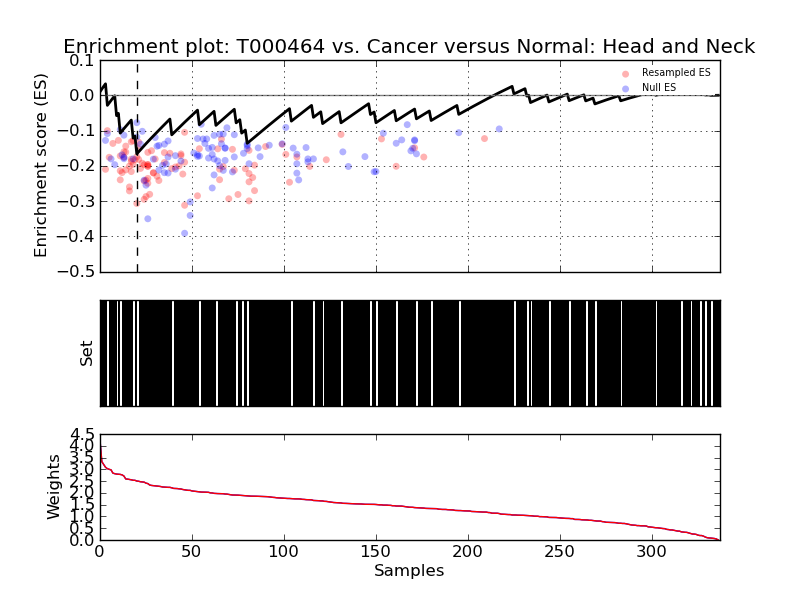 Enrichment plot: T000464 vs. Cancer versus Normal: Head and Neck
0.1
0.0
−0.1
−0.2
−0.3
−0.4
−0.5
Enrichment score (ES)
Resampled ES
Null ES
Set
4.5
4.0
3.5
3.0
2.5
2.0
1.5
1.0
0.5
0.0
Weights
0 50 100 150 200 250 300
Samples